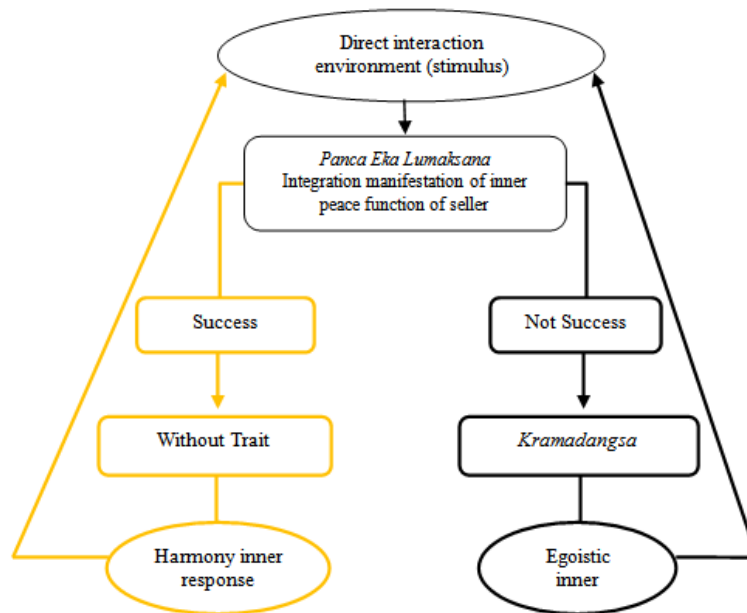 Direct interaction
environment (stimulus)
Panca Eka Lumaksana
Integration manifestation of inner
peace function of seller
Success
Not Success
Without Trait
Kramadangsa
Harmony inner
response
Egoistic
inner